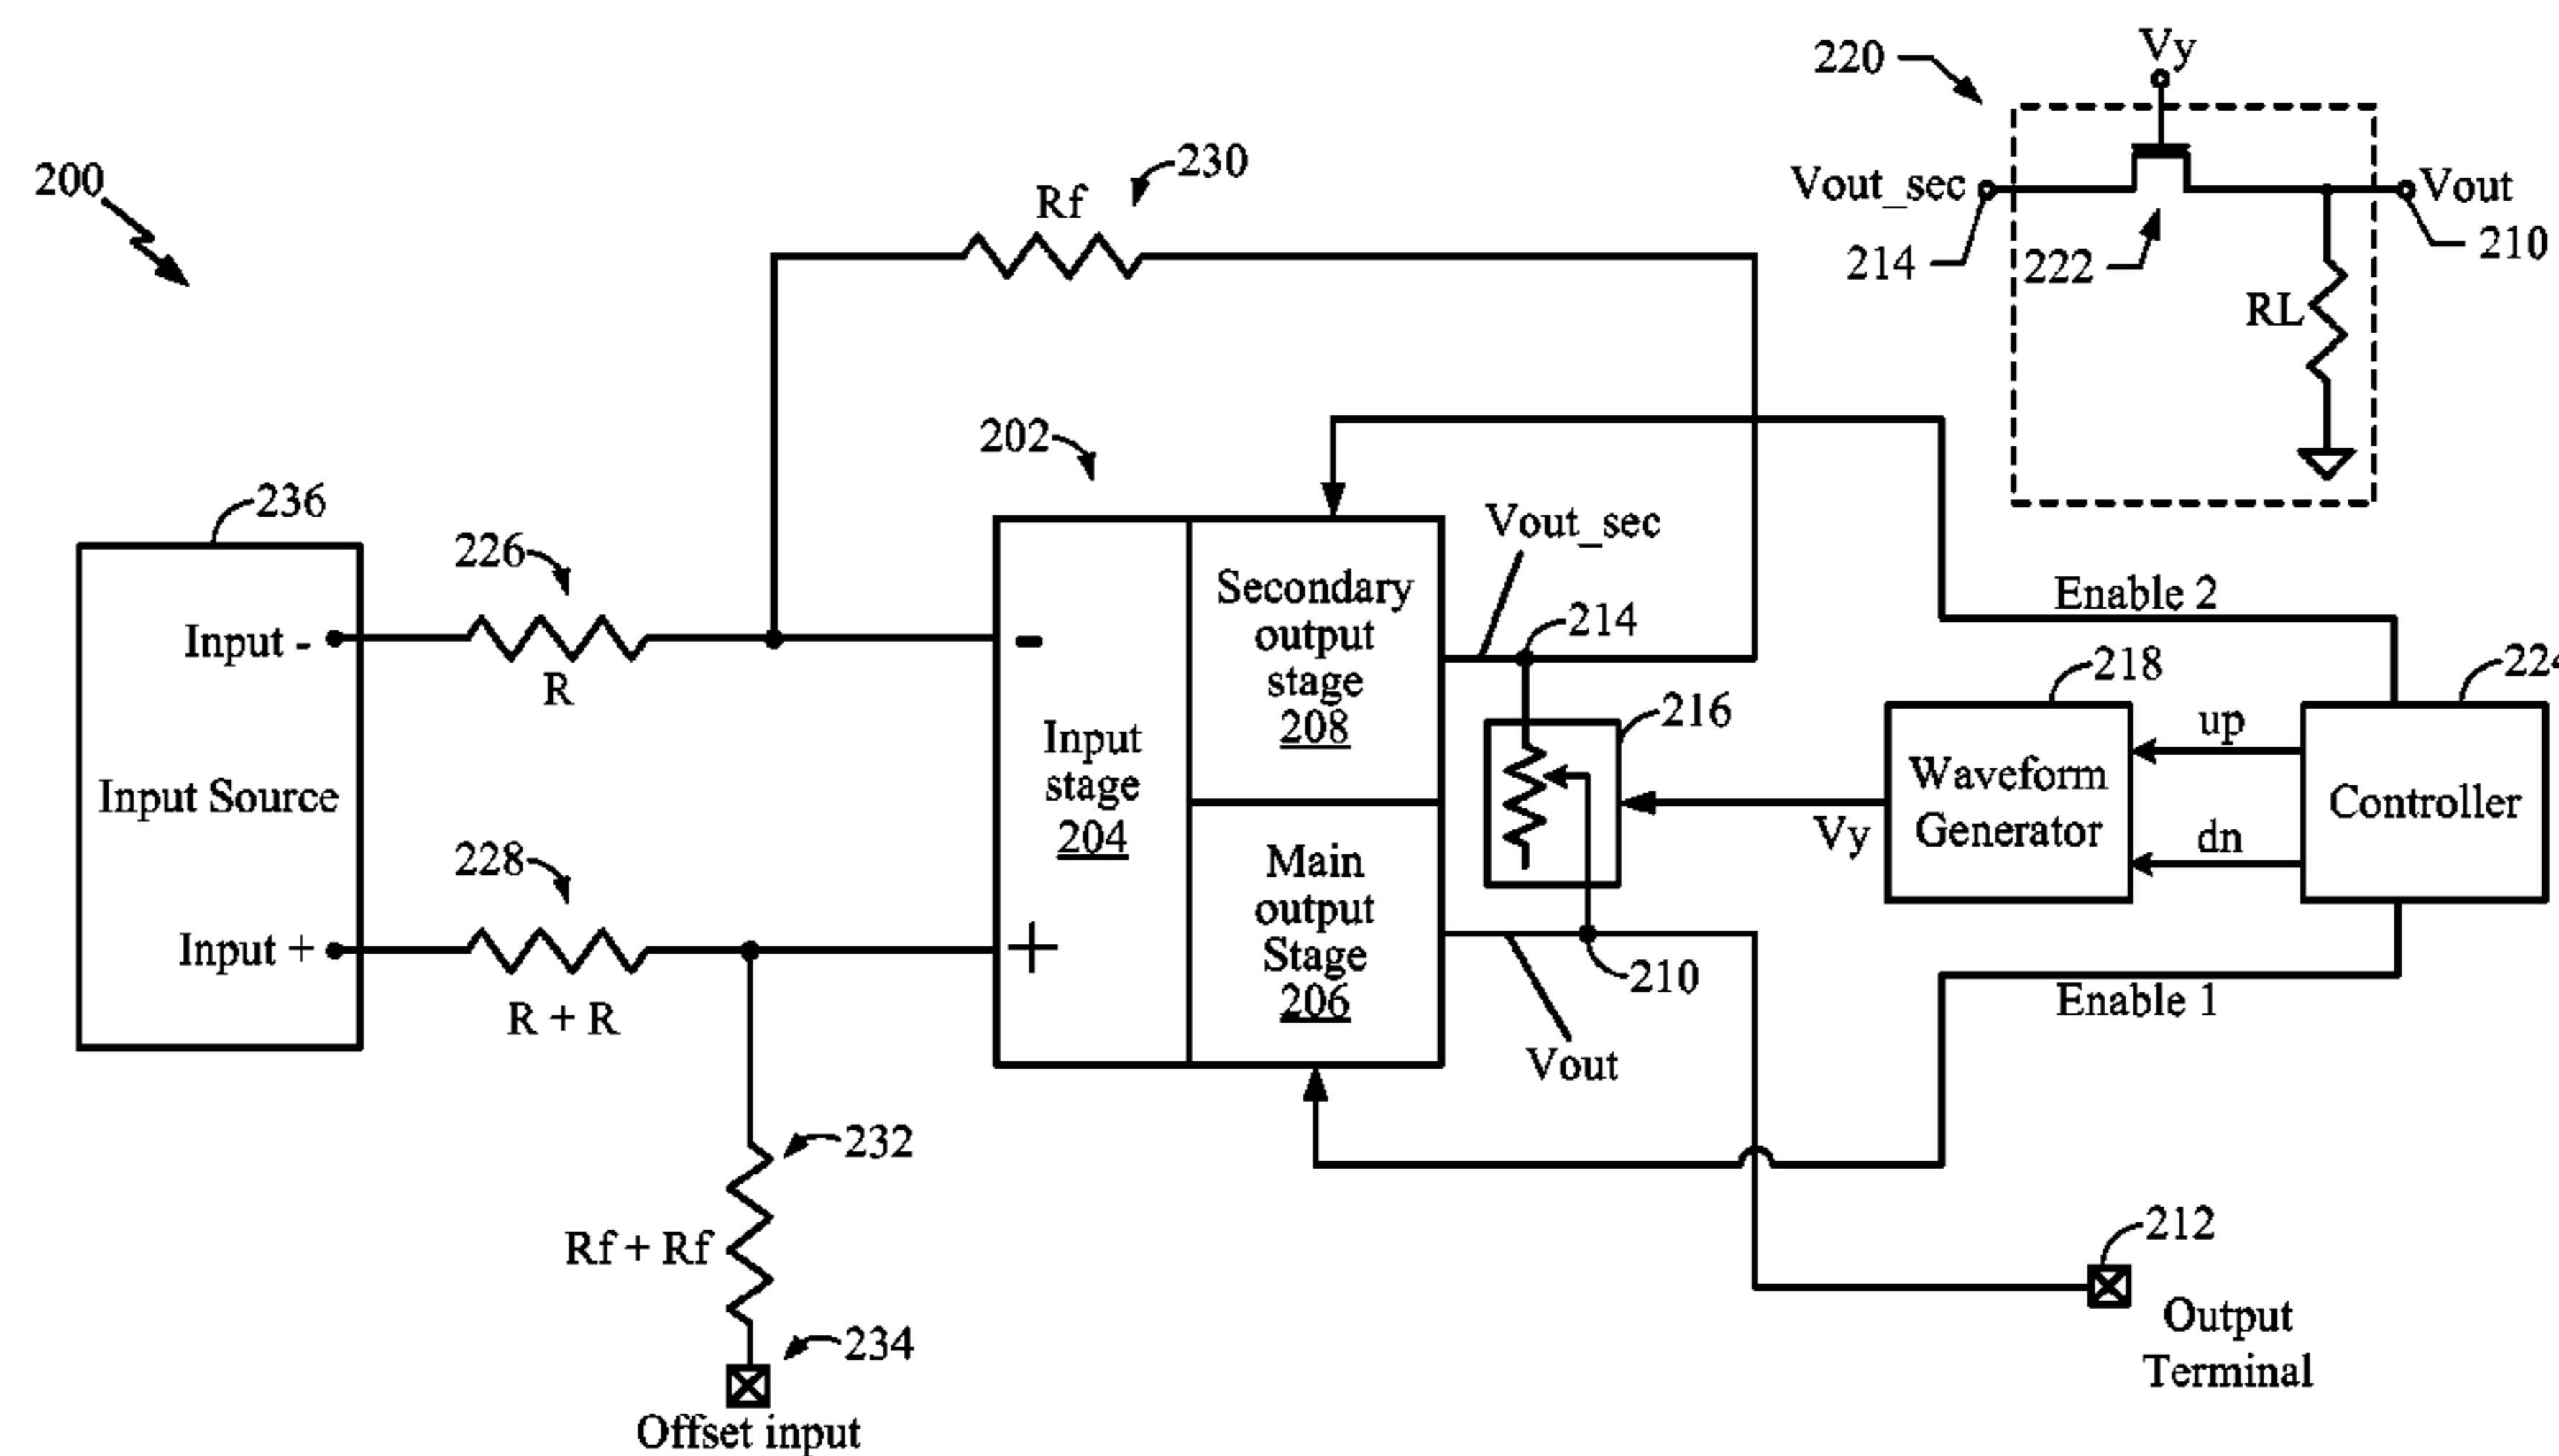 200
230
Rf
220
Vy
Vout_sec
Vout
214
222
210
RL
202
236
226
Input -
R
Input Source
228
Input +
R + R
-
+
Input
stage
204
Secondary
output
stage
208
Main
output
Stage
206
Vout_sec
214
216
210
Vout
Vy
218
Waveform
Generator
up
dn
Enable 2
Controller
Enable 1
232
Rf + Rf
234
Offset input
212
Output
Terminal